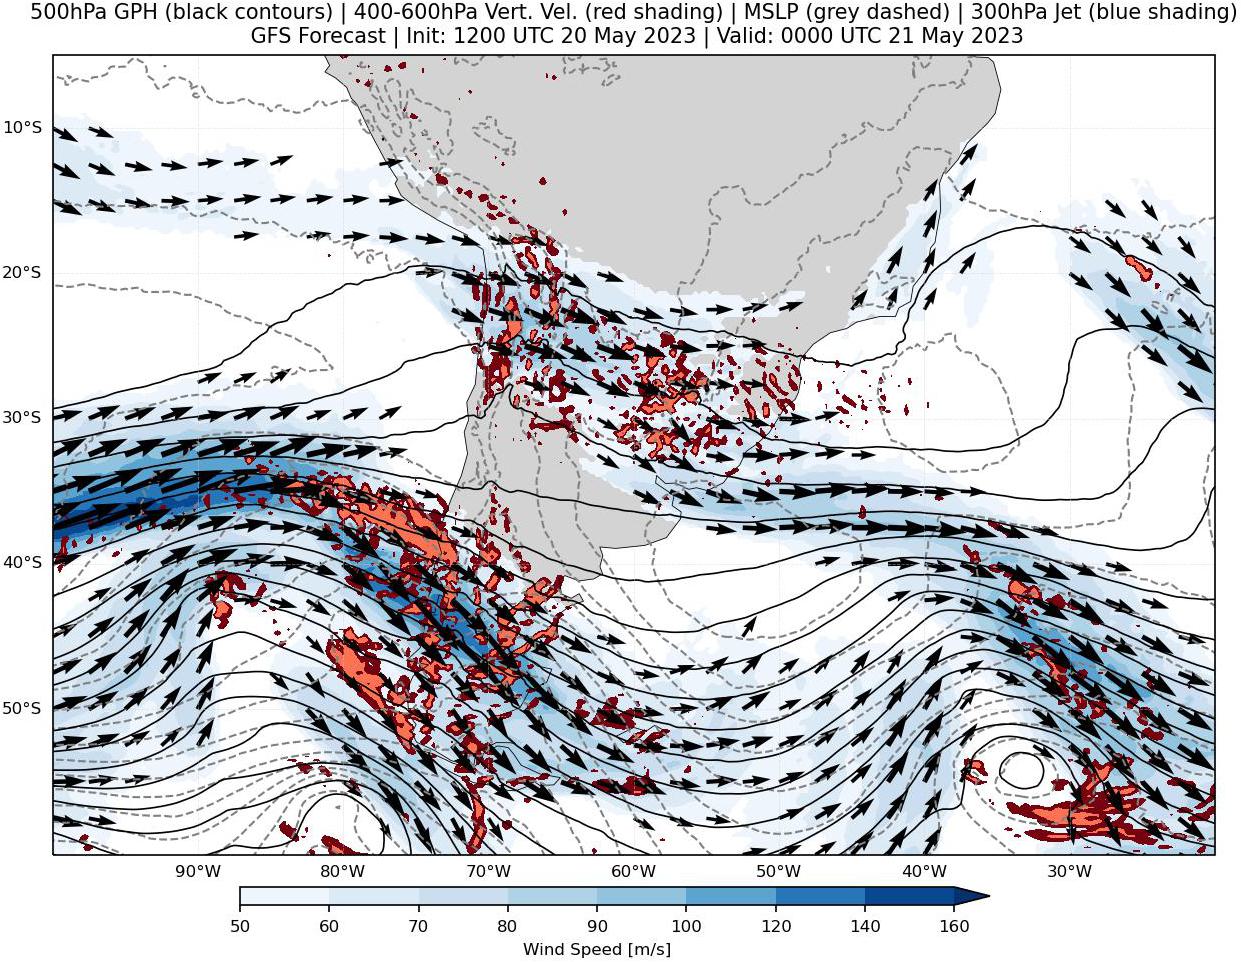 500hPa GPH (black contours) | 400-600hPa Vert. Vel. (red shading) | MSLP (grey dashed) | 300hPa Jet (blue shading)
GFS Forecast | Init: 1200 UTC 20 May 2023 | Valid: 0000 UTC 21 May 2023
10°S
20°S
30°S
40°S
50°S
90°W 80°W 70°W 60°W 50°W 40°W 30°W
50 60 70 80 90 100 120 140 160
Wind Speed [m/s]